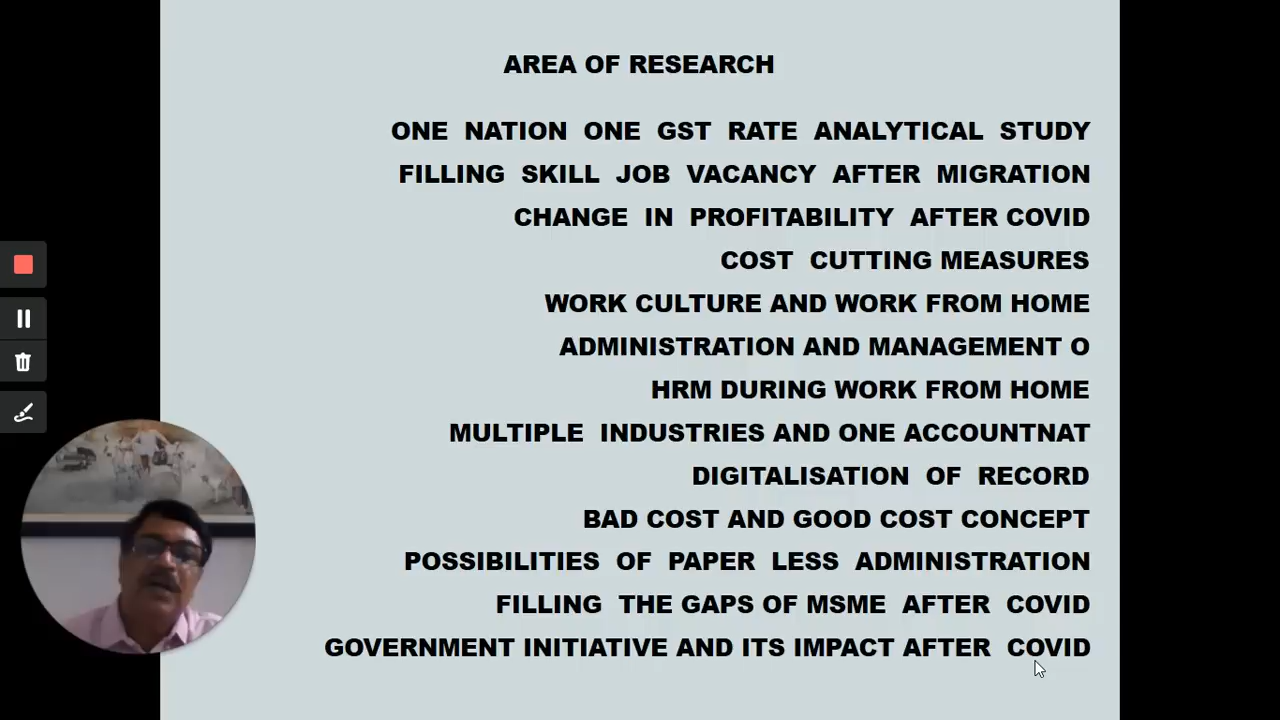 AREA OF RESEARCH
ONE NATION ONE GST RATE ANALYTICAL STUDY
FILLING SKILL JOB VACANCY AFTER MIGRATION
CHANGE IN PROFITABILITY AFTER COVID
COST CUTTING MEASURES
WORK CULTURE AND WORK FROM HOME
ADMINISTRATION AND MANAGEMENT O
HRM DURING WORK FROM HOME
MULTIPLE INDUSTRIES AND ONE ACCOUNTNAT
DIGITALISATION OF RECORD
BAD COST AND GOOD COST CONCEPT
POSSIBILITIES OF PAPER LESS ADMINISTRATION
FILLING THE GAPS OF MSME AFTER COVID
GOVERNMENT INITIATIVE AND ITS IMPACT AFTER COVID